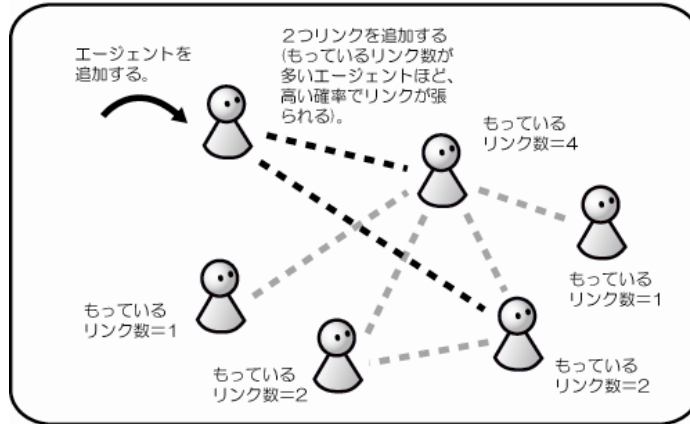 エージェントを
追加する。
2つリンクを追加する
(もっているリンク数が
多いエージェントほど、
高い確率でリンクが張
られる)。
もっている
リンク数=4
もっている
リンク数=1
もっている
リンク数=1
もっている
リンク数=2
もっている
リンク数=2